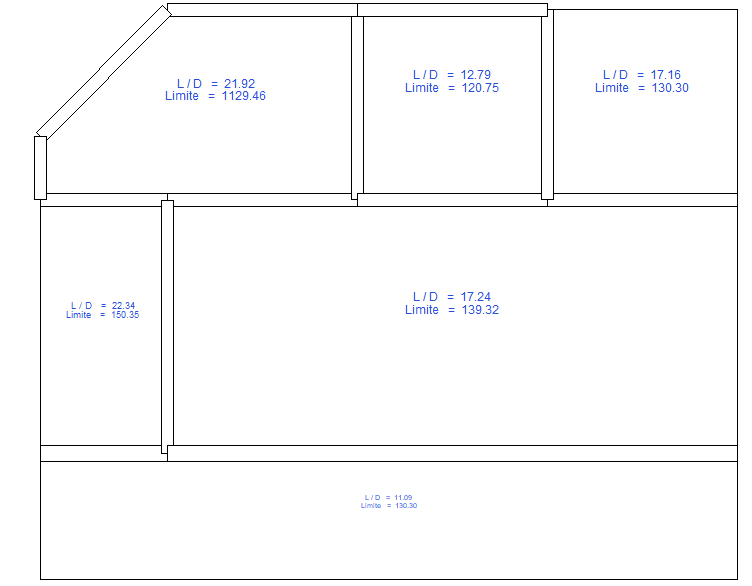 L / D = 21.92
Limite = 1129.46
L / D = 12.79
Limite = 120.75
L / D = 17.16
Limite = 130.30
L / D = 22.34
Limite = 150.35
L / D = 17.24
Limite = 139.32
L / D = 11.09
Limite = 130.30